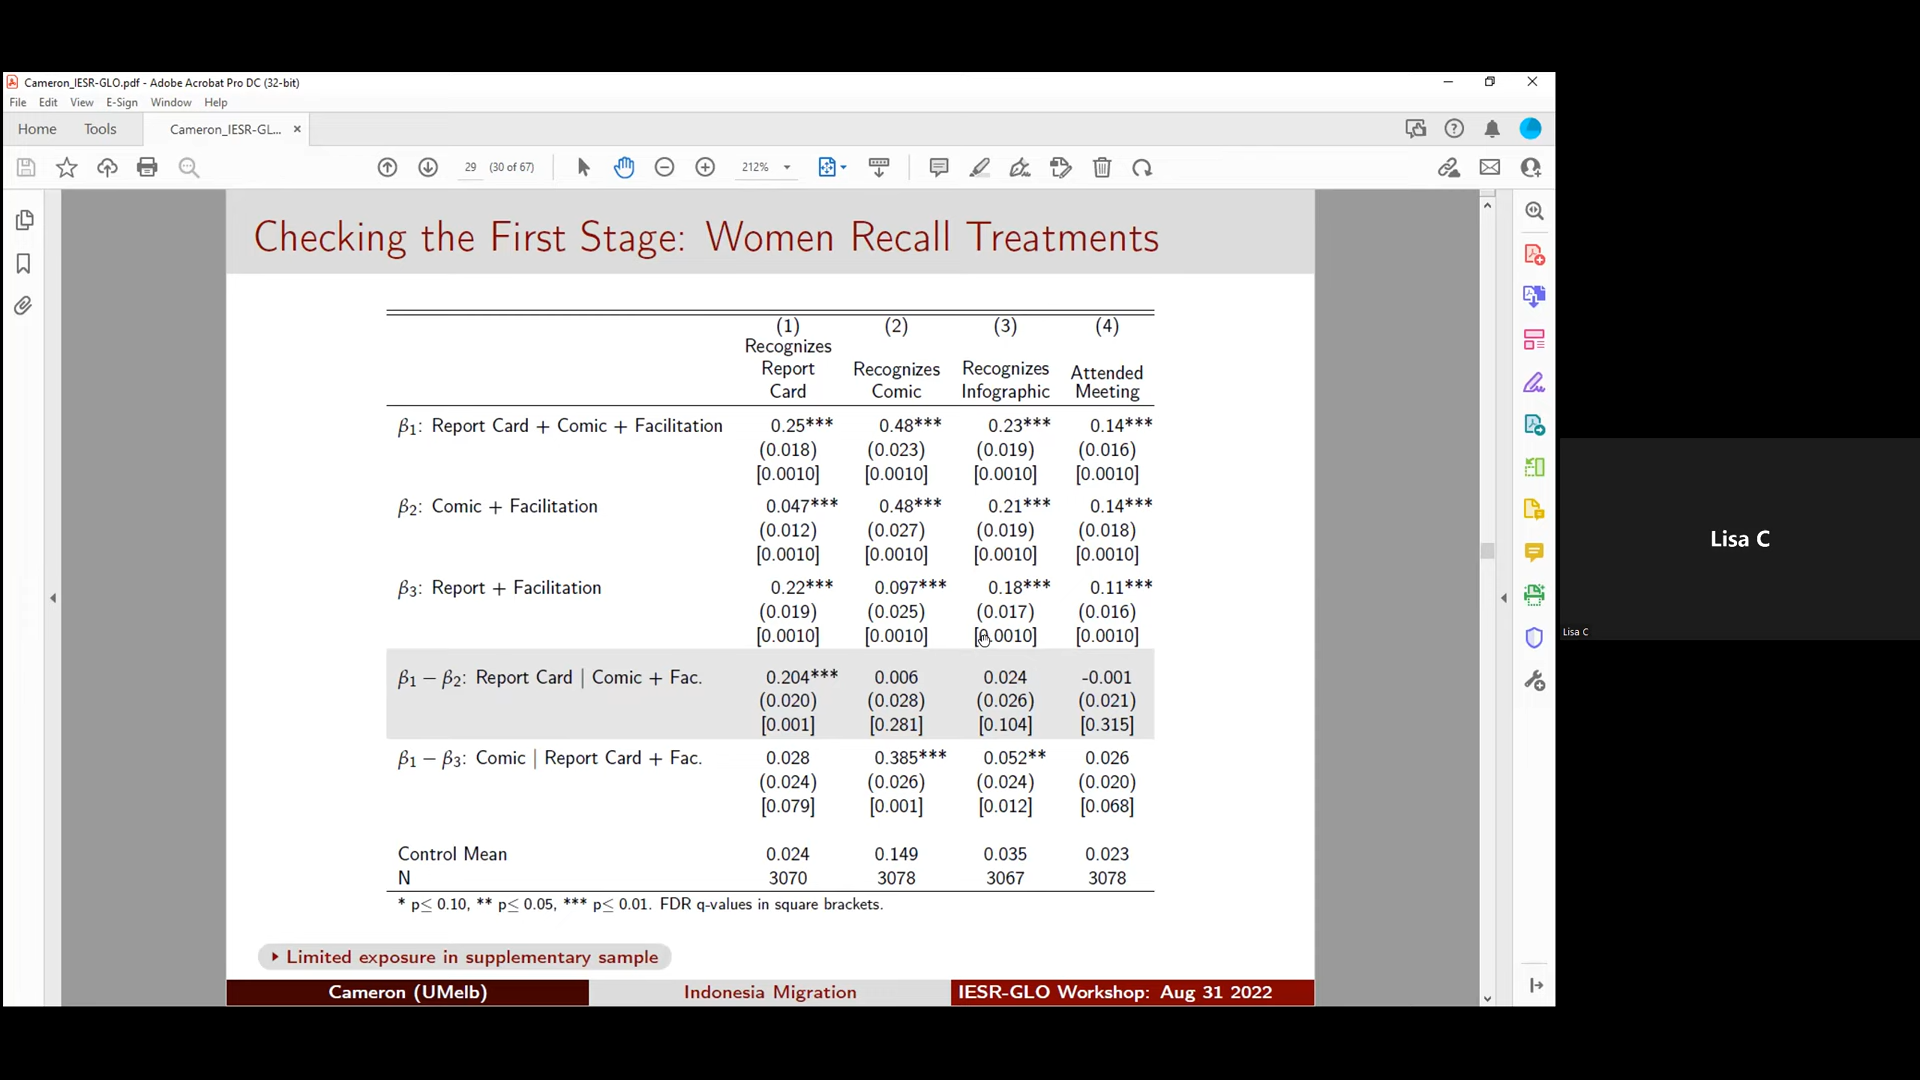 Cameron_IESR-GLO.pdf - Adobe Acrobat Pro DC (32-bit)
File Edit View E-Sign Window Help
Home Tools Cameron_IESR-GL... ×
29 (30 of 67) 212%
Checking the First Stage: Women Recall Treatments
(1) (2) (3) (4)
Recognizes Report Card Recognizes Comic Recognizes Infographic Attended Meeting
β1: Report Card + Comic + Facilitation 0.25*** 0.48*** 0.23*** 0.14***
(0.018) (0.023) (0.019) (0.016)
[0.0010] [0.0010] [0.0010] [0.0010]
β2: Comic + Facilitation 0.047*** 0.48*** 0.21*** 0.14***
(0.012) (0.027) (0.019) (0.018)
[0.0010] [0.0010] [0.0010] [0.0010]
β3: Report + Facilitation 0.22*** 0.097*** 0.18*** 0.11***
(0.019) (0.025) (0.017) (0.016)
[0.0010] [0.0010] [0.0010] [0.0010]
β1 − β2: Report Card | Comic + Fac. 0.204*** 0.006 0.024 -0.001
(0.020) (0.028) (0.026) (0.021)
[0.001] [0.281] [0.104] [0.315]
β1 − β3: Comic | Report Card + Fac. 0.028 0.385*** 0.052** 0.026
(0.024) (0.026) (0.024) (0.020)
[0.079] [0.001] [0.012] [0.068]
Control Mean 0.024 0.149 0.035 0.023
N 3070 3078 3067 3078
* p≤ 0.10, ** p≤ 0.05, *** p≤ 0.01. FDR q-values in square brackets.
Limited exposure in supplementary sample
Cameron (UMelb) Indonesia Migration IESR-GLO Workshop: Aug 31 2022
Lisa C
Lisa C